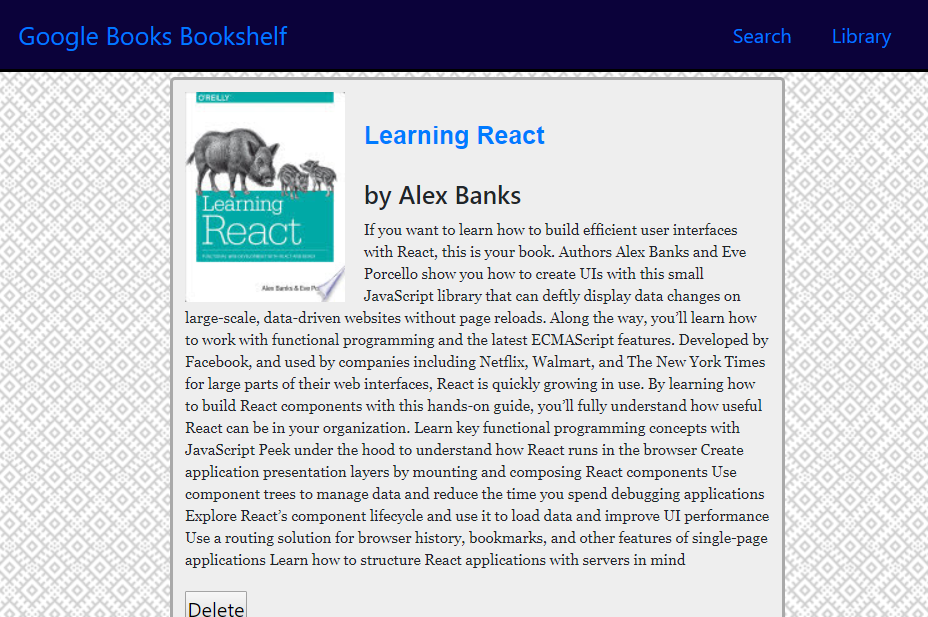 Google Books Bookshelf
Search
Library
O'REILLY
Learning
React
Alex Banks & Eve
Learning React
by Alex Banks
If you want to learn how to build efficient user interfaces
with React, this is your book. Authors Alex Banks and Eve
Porcello show you how to create UIs with this small
JavaScript library that can deftly display data changes on
large-scale, data-driven websites without page reloads. Along the way, you’ll learn how
to work with functional programming and the latest ECMAScript features. Developed by
Facebook, and used by companies including Netflix, Walmart, and The New York Times
for large parts of their web interfaces, React is quickly growing in use. By learning how
to build React components with this hands-on guide, you’ll fully understand how useful
React can be in your organization. Learn key functional programming concepts with
JavaScript Peek under the hood to understand how React runs in the browser Create
application presentation layers by mounting and composing React components Use
component trees to manage data and reduce the time you spend debugging applications
Explore React’s component lifecycle and use it to load data and improve UI performance
Use a routing solution for browser history, bookmarks, and other features of single-page
applications Learn how to structure React applications with servers in mind
Delete